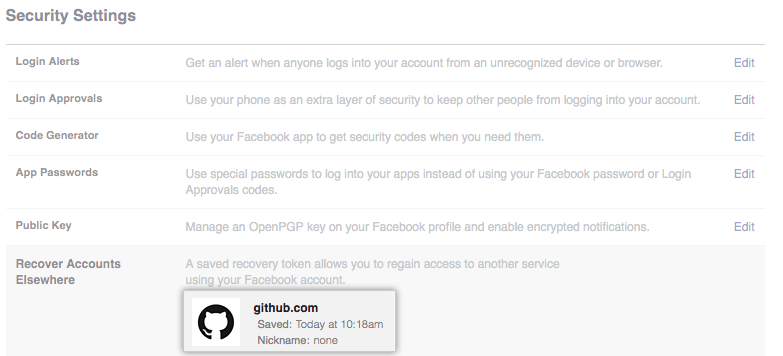 Security Settings
Login Alerts Get an alert when anyone logs into your account from an unrecognized device or browser. Edit
Login Approvals Use your phone as an extra layer of security to keep other people from logging into your account. Edit
Code Generator Use your Facebook app to get security codes when you need them. Edit
App Passwords Use special passwords to log into your apps instead of using your Facebook password or Login Edit
Approvals codes.
Public Key Manage an OpenPGP key on your Facebook profile and enable encrypted notifications. Edit
Recover Accounts A saved recovery token allows you to regain access to another service
Elsewhere using your Facebook account.
github.com
Saved: Today at 10:18am
Nickname: none